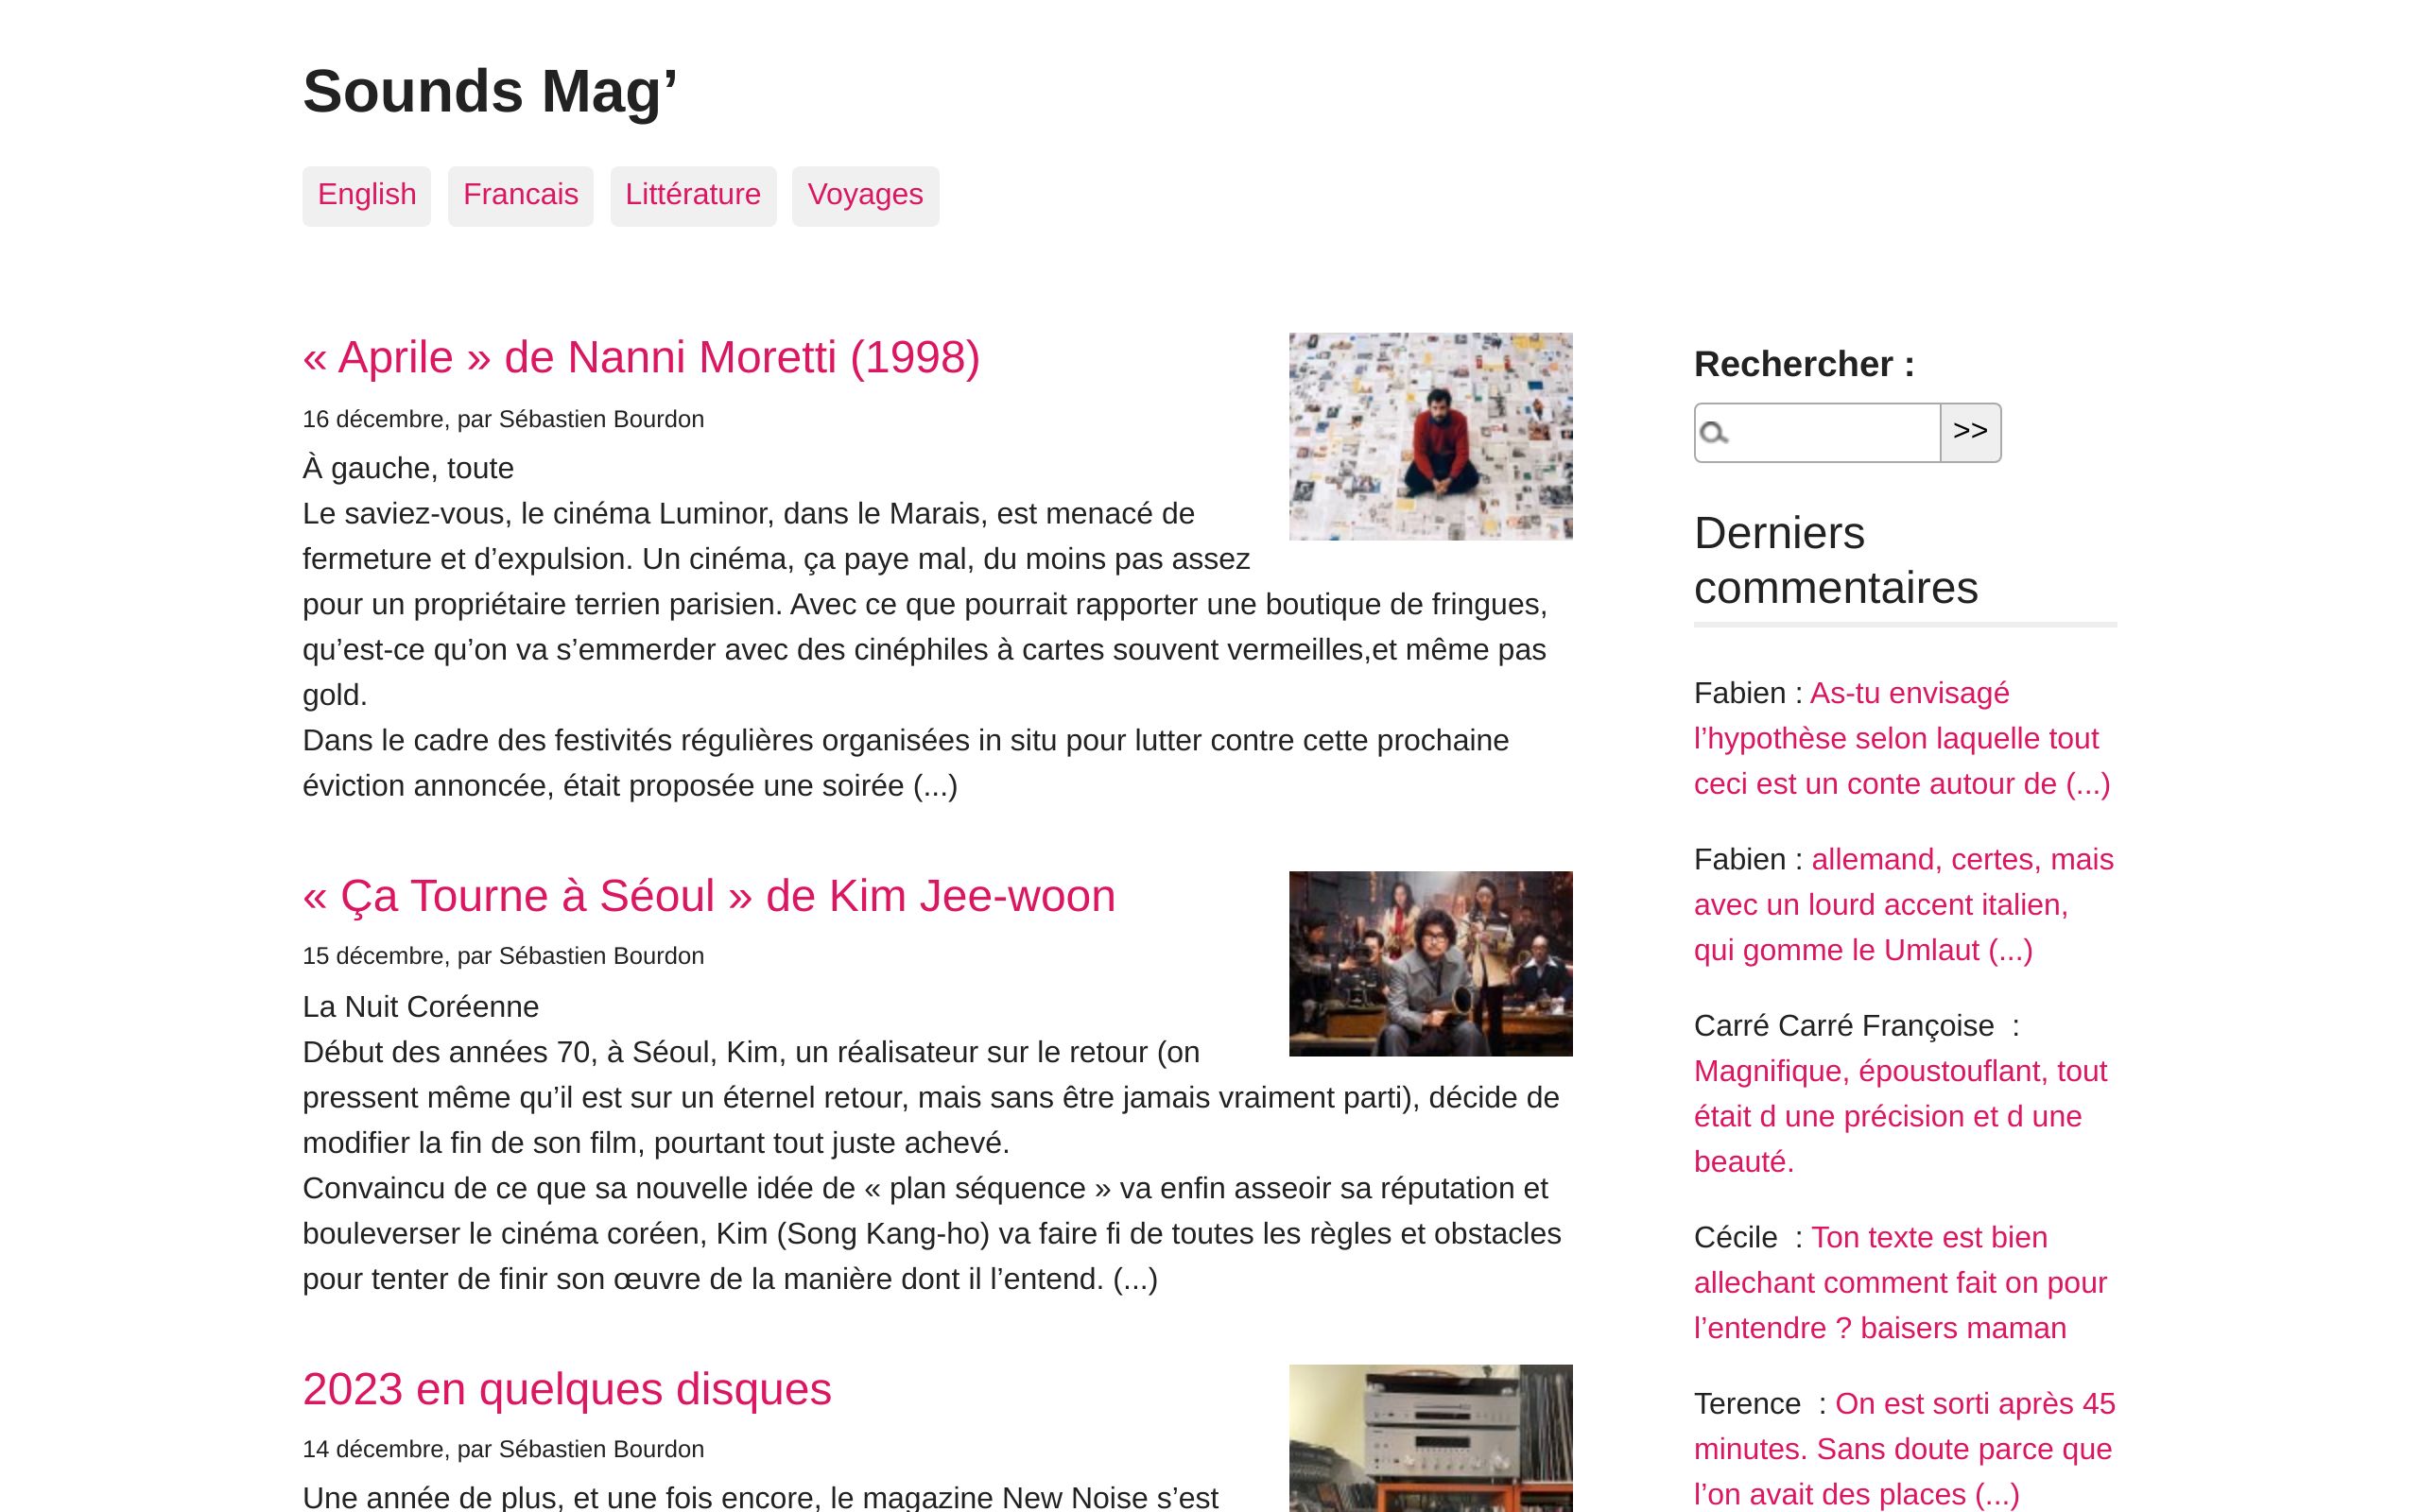 Sounds Mag’
English
Francais
Littérature
Voyages
« Aprile » de Nanni Moretti (1998)
16 décembre, par Sébastien Bourdon
À gauche, toute
Le saviez-vous, le cinéma Luminor, dans le Marais, est menacé de
fermeture et d’expulsion. Un cinéma, ça paye mal, du moins pas assez
pour un propriétaire terrien parisien. Avec ce que pourrait rapporter une boutique de fringues,
qu’est-ce qu’on va s’emmerder avec des cinéphiles à cartes souvent vermeilles,et même pas
gold.
Dans le cadre des festivités régulières organisées in situ pour lutter contre cette prochaine
éviction annoncée, était proposée une soirée (...)
« Ça Tourne à Séoul » de Kim Jee-woon
15 décembre, par Sébastien Bourdon
La Nuit Coréenne
Début des années 70, à Séoul, Kim, un réalisateur sur le retour (on
pressent même qu’il est sur un éternel retour, mais sans être jamais vraiment parti), décide de
modifier la fin de son film, pourtant tout juste achevé.
Convaincu de ce que sa nouvelle idée de « plan séquence » va enfin asseoir sa réputation et
bouleverser le cinéma coréen, Kim (Song Kang-ho) va faire fi de toutes les règles et obstacles
pour tenter de finir son œuvre de la manière dont il l’entend. (...)
2023 en quelques disques
14 décembre, par Sébastien Bourdon
Une année de plus, et une fois encore, le magazine New Noise s’est
Rechercher :
>>
Derniers
commentaires
Fabien : As-tu envisagé
l’hypothèse selon laquelle tout
ceci est un conte autour de (...)
Fabien : allemand, certes, mais
avec un lourd accent italien,
qui gomme le Umlaut (...)
Carré Carré Françoise :
Magnifique, époustouflant, tout
était d une précision et d une
beauté.
Cécile : Ton texte est bien
allechant comment fait on pour
l’entendre ? baisers maman
Terence : On est sorti après 45
minutes. Sans doute parce que
l’on avait des places (...)